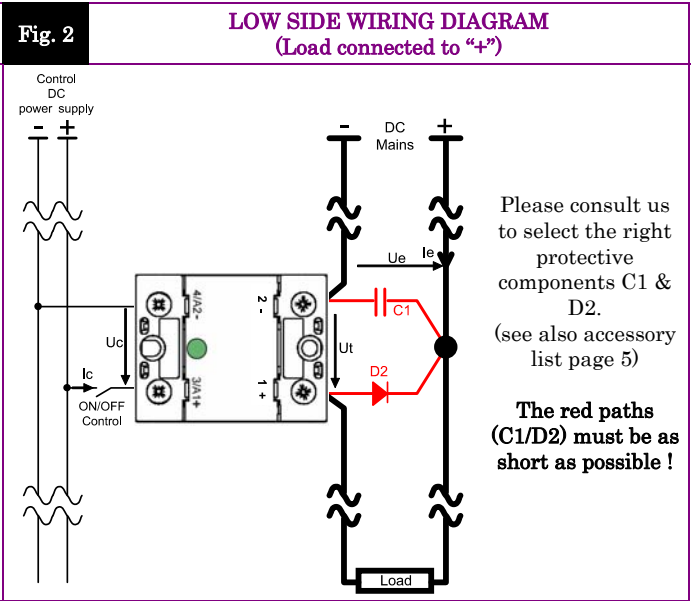 Fig. 2
LOW SIDE WIRING DIAGRAM
(Load connected to “+”)
Control
DC
power supply
- +
- DC +
Mains
Ue Ie
4/A2 -
2 -
C1
Uc
Ut
D2
Ic
3/A1+
1 +
ON/OFF
Control
Load
Please consult us
to select the right
protective
components C1 &
D2.
(see also accessory
list page 5)
The red paths
(C1/D2) must be as
short as possible !